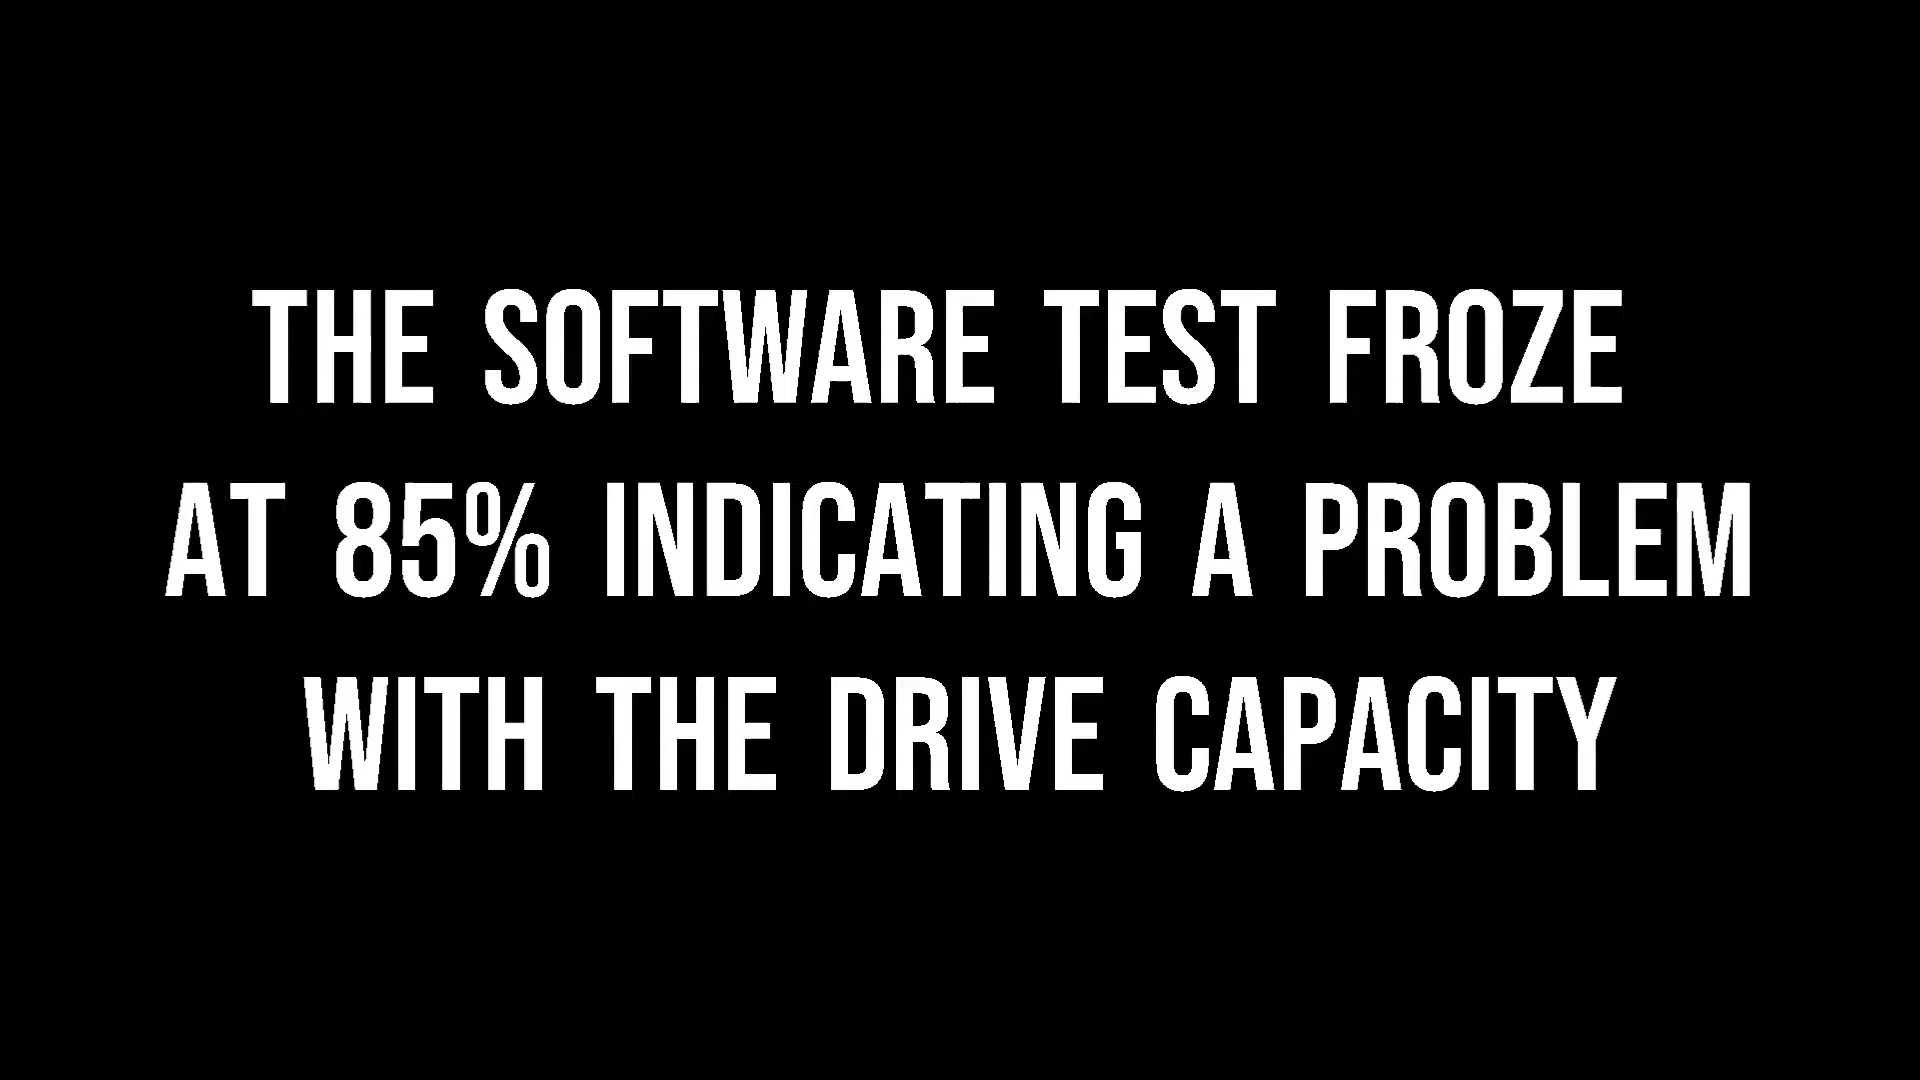 THE SOFTWARE TEST FROZE
AT 85% INDICATING A PROBLEM
WITH THE DRIVE CAPACITY